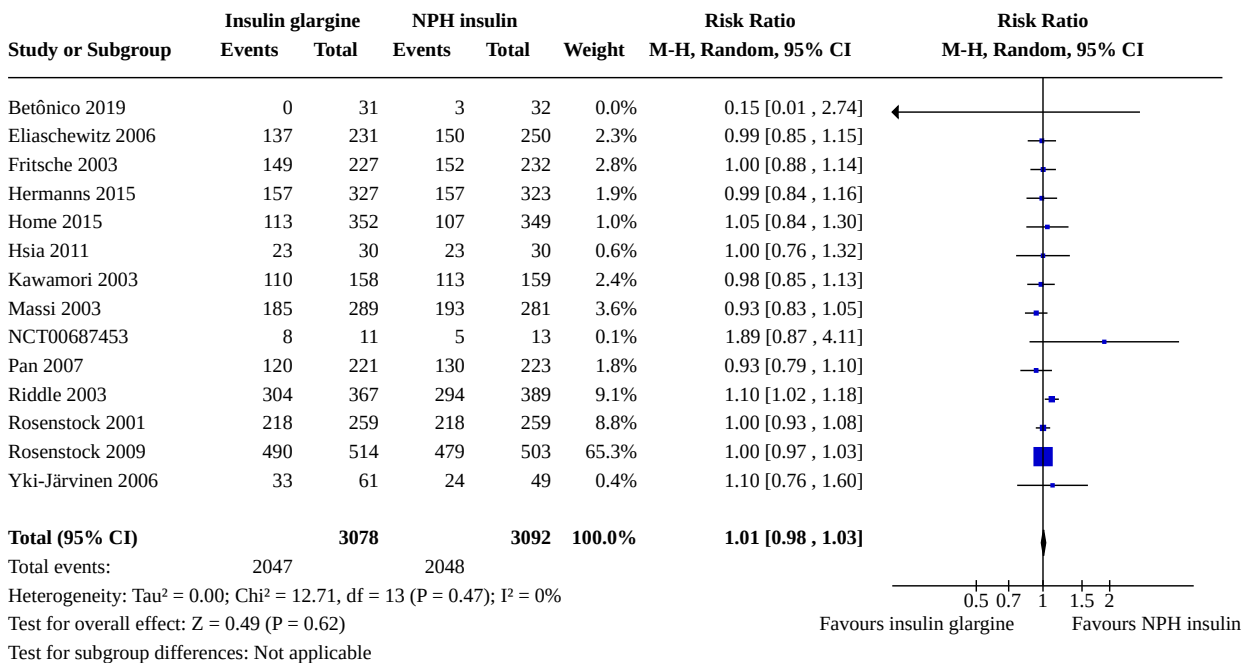 Insulin glargine NPH insulin Risk Ratio Risk Ratio
Study or Subgroup Events Total Events Total Weight M-H, Random, 95% CI M-H, Random, 95% CI
Betônico 2019 0 31 3 32 0.0% 0.15 [0.01 , 2.74]
Eliaschewitz 2006 137 231 150 250 2.3% 0.99 [0.85 , 1.15]
Fritsche 2003 149 227 152 232 2.8% 1.00 [0.88 , 1.14]
Hermanns 2015 157 327 157 323 1.9% 0.99 [0.84 , 1.16]
Home 2015 113 352 107 349 1.0% 1.05 [0.84 , 1.30]
Hsia 2011 23 30 23 30 0.6% 1.00 [0.76 , 1.32]
Kawamori 2003 110 158 113 159 2.4% 0.98 [0.85 , 1.13]
Massi 2003 185 289 193 281 3.6% 0.93 [0.83 , 1.05]
NCT00687453 8 11 5 13 0.1% 1.89 [0.87 , 4.11]
Pan 2007 120 221 130 223 1.8% 0.93 [0.79 , 1.10]
Riddle 2003 304 367 294 389 9.1% 1.10 [1.02 , 1.18]
Rosenstock 2001 218 259 218 259 8.8% 1.00 [0.93 , 1.08]
Rosenstock 2009 490 514 479 503 65.3% 1.00 [0.97 , 1.03]
Yki-Järvinen 2006 33 61 24 49 0.4% 1.10 [0.76 , 1.60]
Total (95% CI) 3078 3092 100.0% 1.01 [0.98 , 1.03]
Total events: 2047 2048
Heterogeneity: Tau² = 0.00; Chi² = 12.71, df = 13 (P = 0.47); I² = 0%
0.5 0.7 1 1.5 2
Test for overall effect: Z = 0.49 (P = 0.62)
Favours insulin glargine Favours NPH insulin
Test for subgroup differences: Not applicable